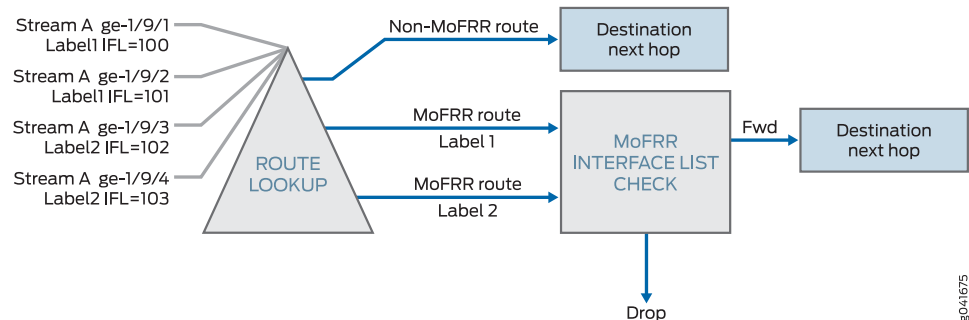 Stream A ge-1/9/1
Label1 IFL=100
Stream A ge-1/9/2
Label1 IFL=101
Stream A ge-1/9/3
Label2 IFL=102
Stream A ge-1/9/4
Label2 IFL=103
ROUTE
LOOKUP
Non-MoFRR route
Destination
next hop
MoFRR route
Label 1
MoFRR route
Label 2
MoFRR
INTERFACE LIST
CHECK
Fwd
Destination
next hop
Drop
g041675